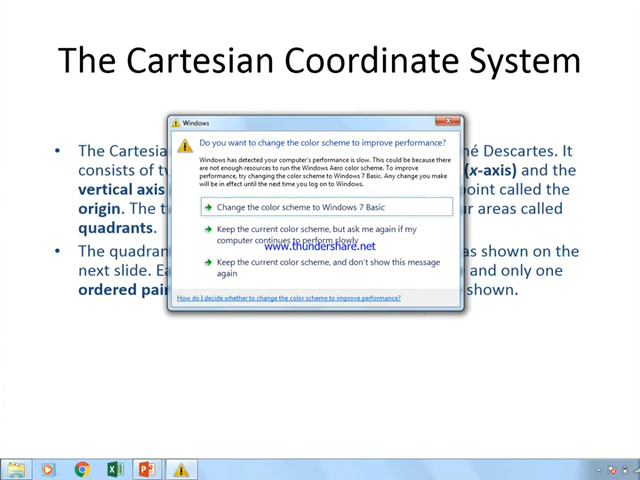 The Cartesian Coordinate System
Windows
Do you want to change the color scheme to improve performance?
Windows has detected your computer's performance is slow. This could be because there
are not enough resources to run the Windows Aero color scheme. To improve
performance, try changing the color scheme to Windows 7 Basic. Any change you make
will be in effect until the next time you log on to Windows.
Change the color scheme to Windows 7 Basic
Keep the current color scheme, but ask me again if my
computer continues to perform slowly
www.thundershare.net
Keep the current color scheme, and don't show this message
again
How do I decide whether to change the color scheme to improve performance?
• The Cartesia né Descartes. It
consists of t (x-axis) and the
vertical axis point called the
origin. The t ur areas called
quadrants.
• The quadran as shown on the
next slide. Ea and only one
ordered pair shown.